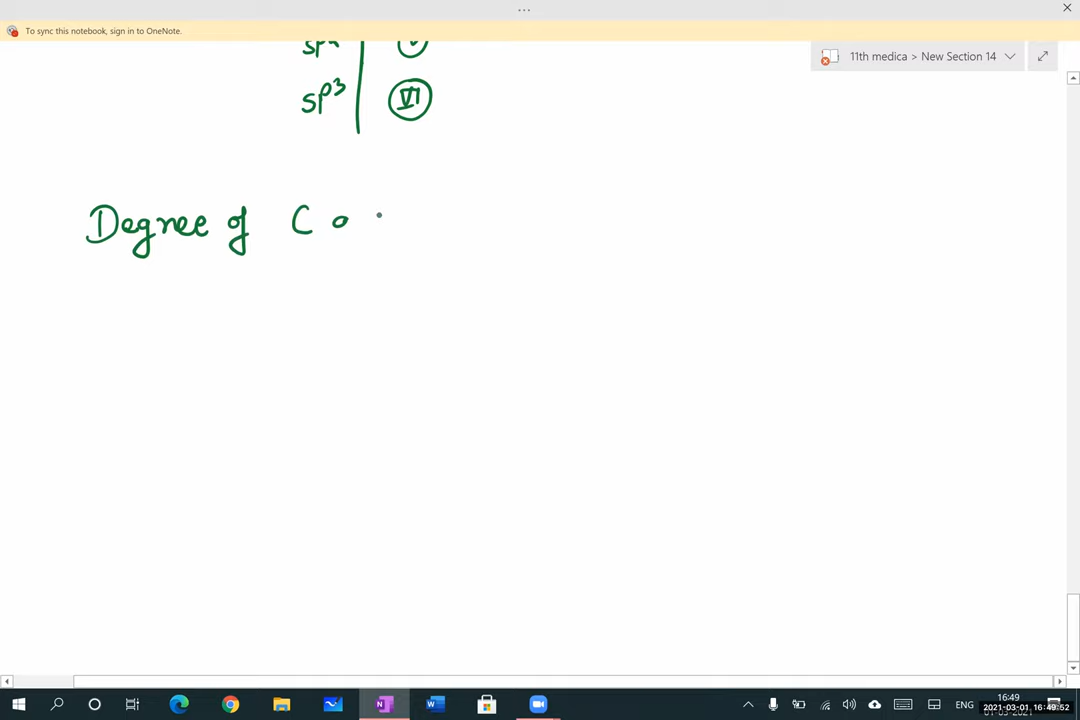 To sync this notebook, sign in to OneNote.
11th medica > New Section 14
sp³ | VI
Degree of C o
ENG
16:49
2021-03-01 16:49:52